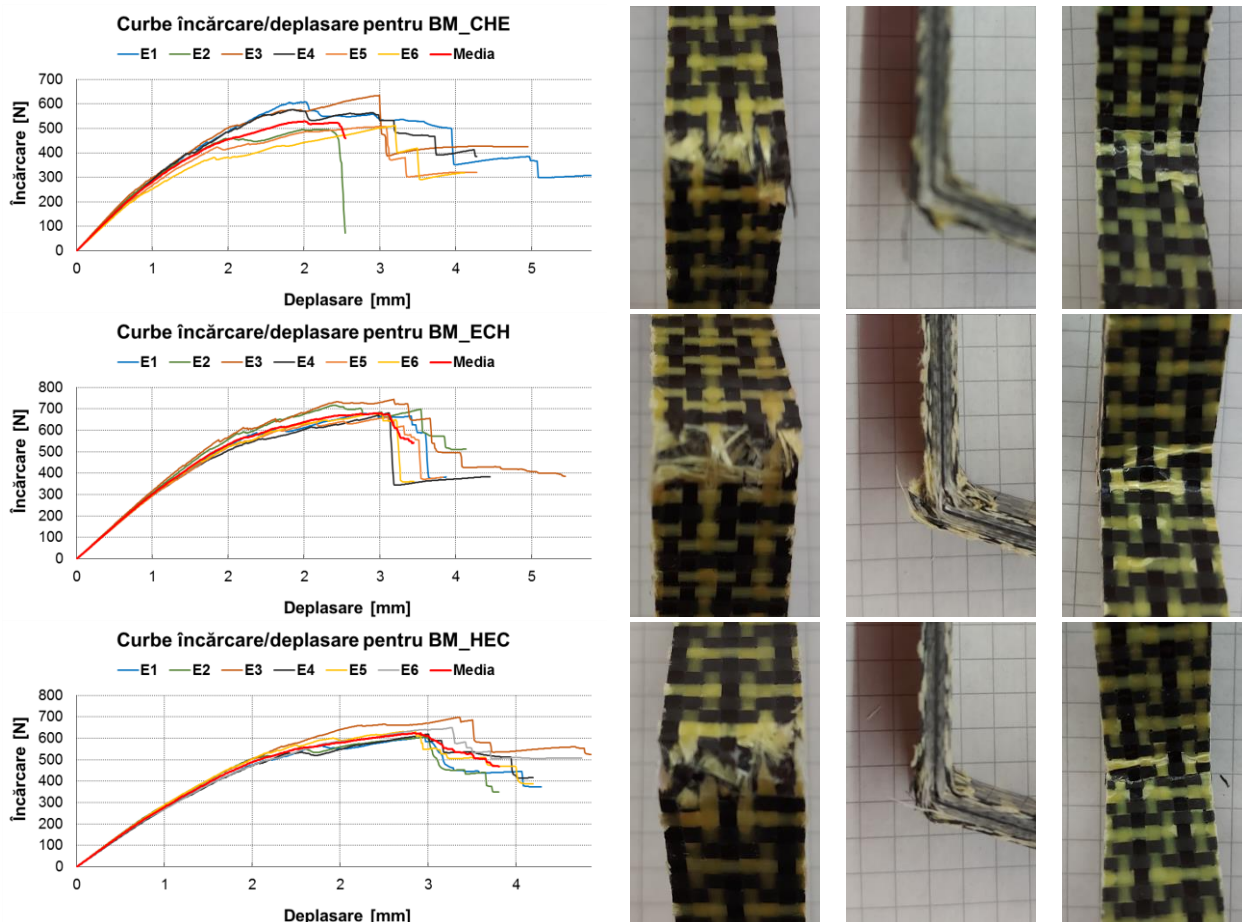 Curbe încărcare/deplasare pentru BM_CHE
E1 E2 E3 E4 E5 E6 Media
Încărcare [N]
700
600
500
400
300
200
100
0
0 1 2 2 3 4 5
Deplasare [mm]
Curbe încărcare/deplasare pentru BM_ECH
E1 E2 E3 E4 E5 E6 Media
Încărcare [N]
800
700
600
500
400
300
200
100
0
0 1 2 2 3 4 5
Deplasare [mm]
Curbe încărcare/deplasare pentru BM_HEC
E1 E2 E3 E4 E5 E6 Media
Încărcare [N]
800
700
600
500
400
300
200
100
0
0 1 2 2 3 4
Deplasare [mm]